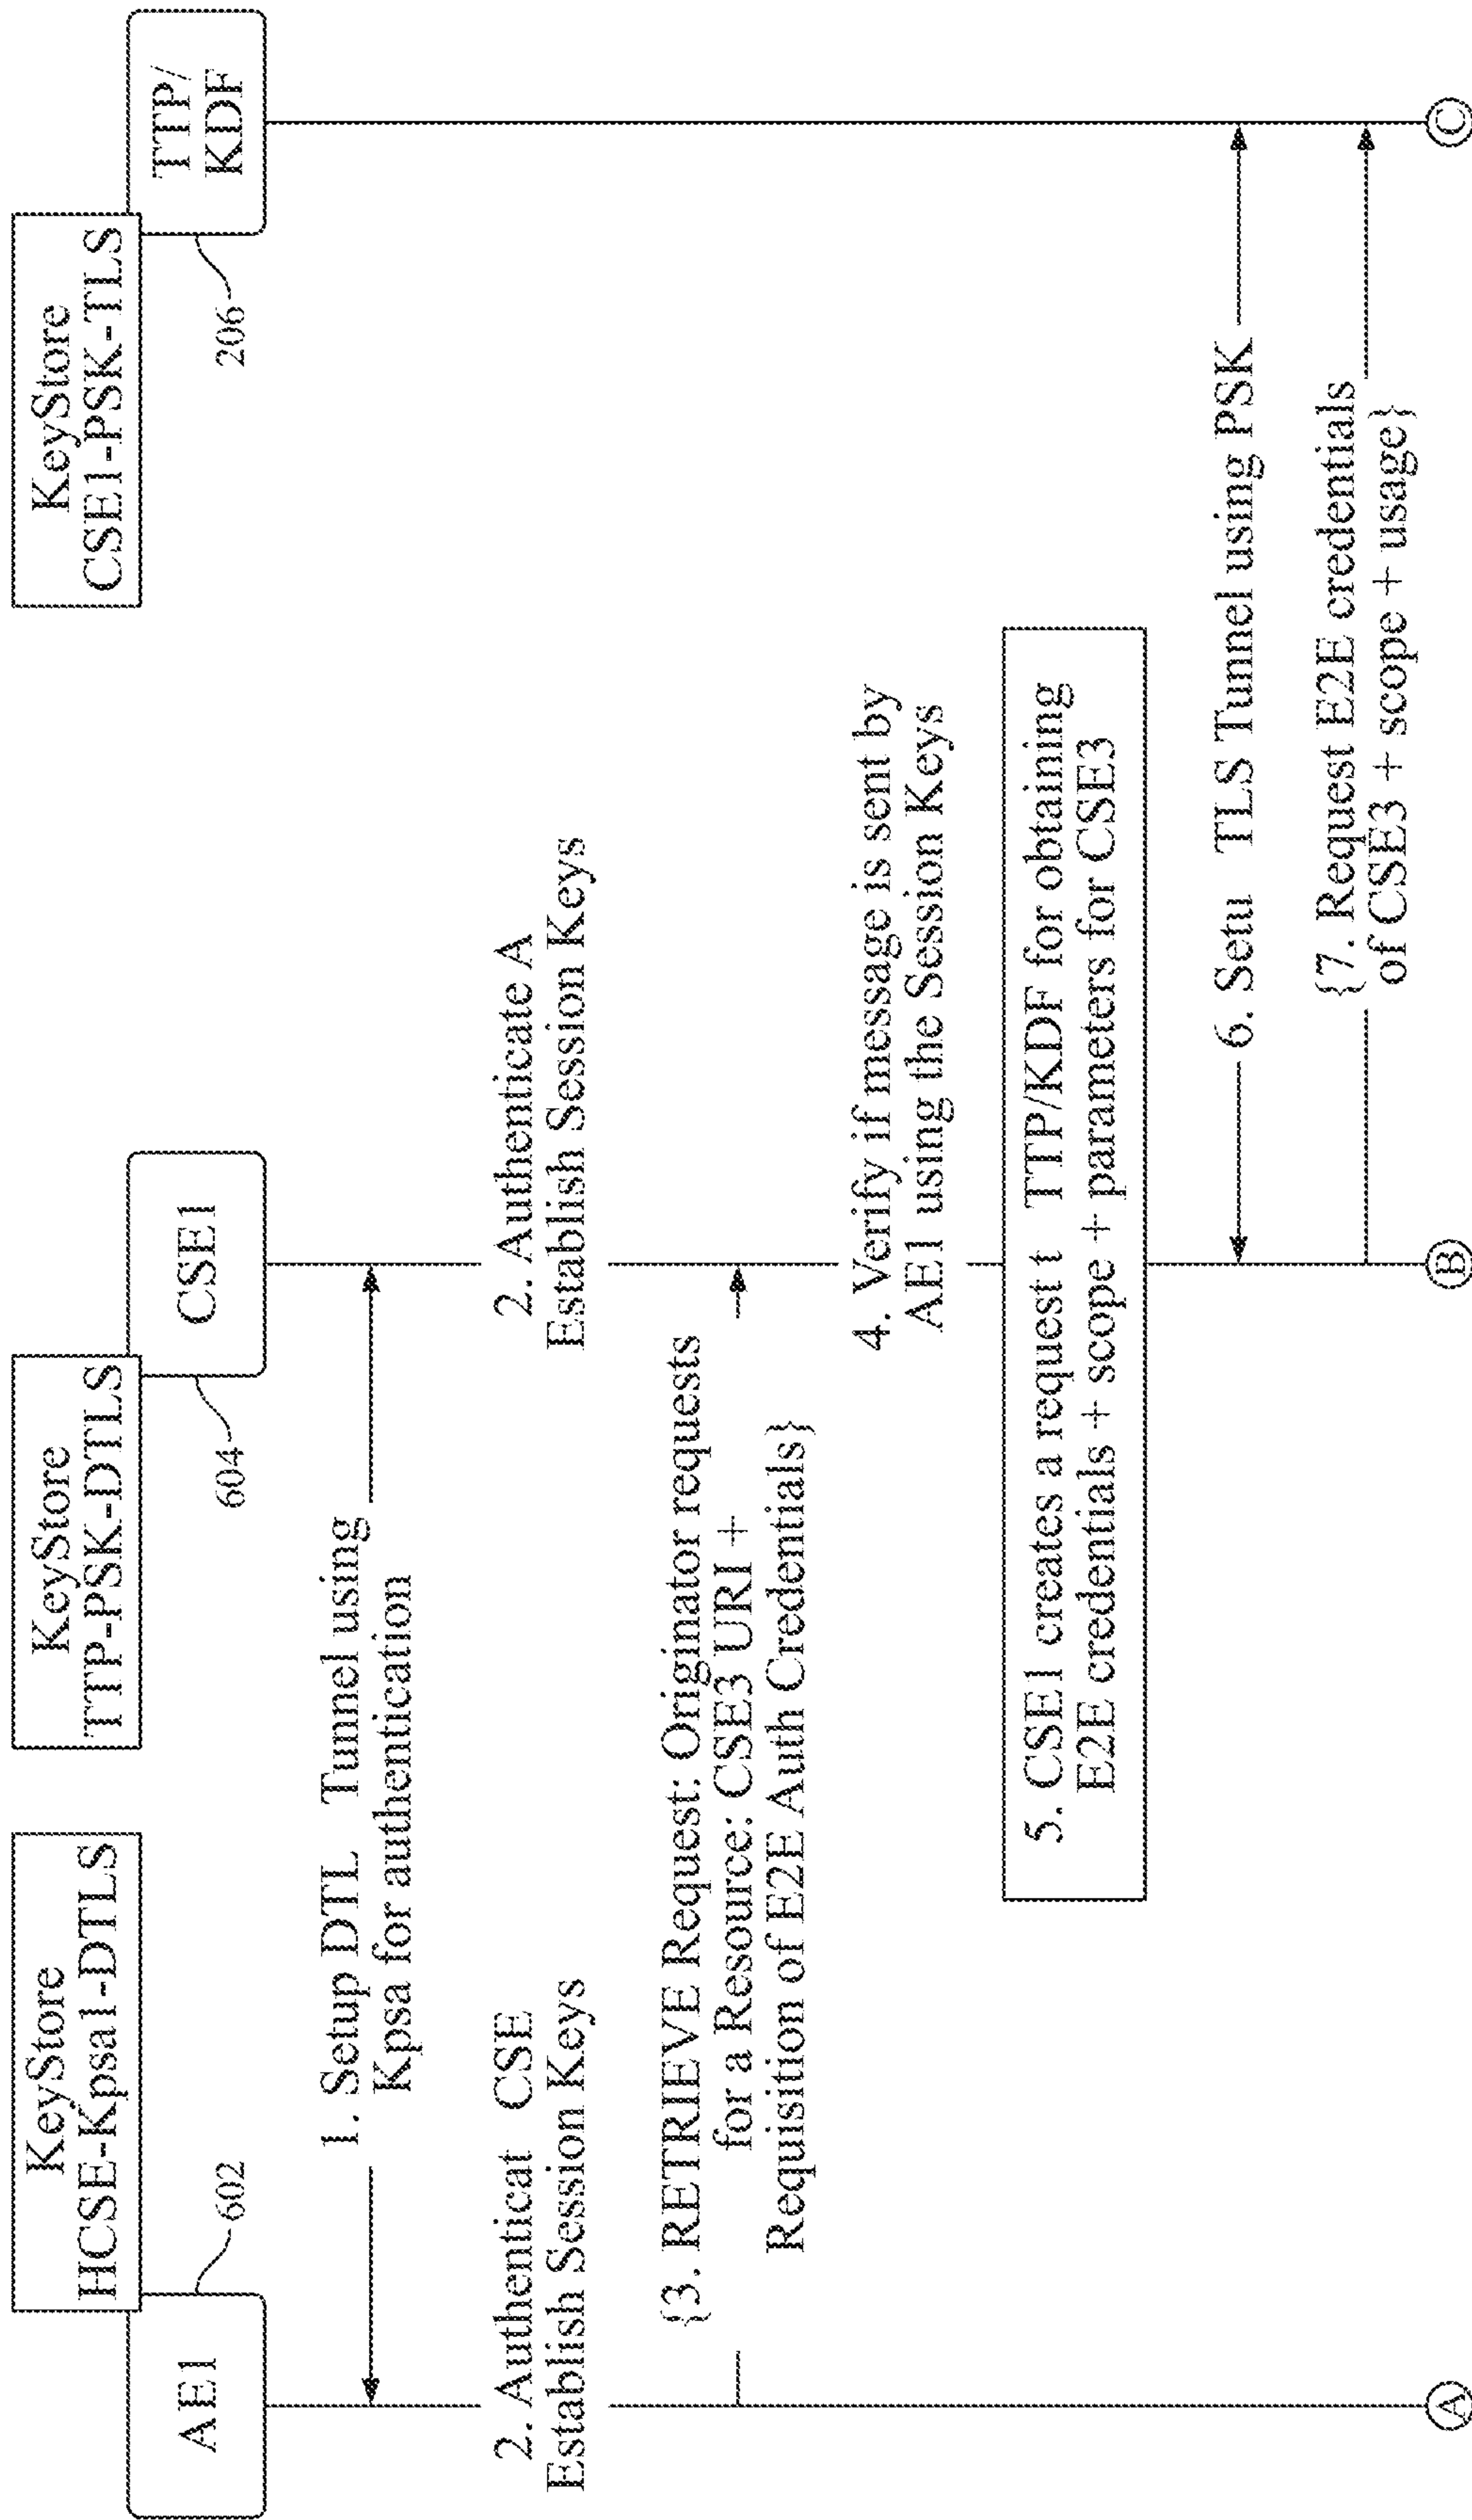 KeyStore
HCSE-Kpsa1-DTLS
AE1
602
KeyStore
TTP-PSK-DTLS
CSE1
604
KeyStore
CSE1-PSK-TLS
TTP/
KDF
206
1. Setup DTL Tunnel using
Kpsa for authentication
2. Authenticat CSE
Establish Session Keys
2. Authenticate A
Establish Session Keys
{3. RETRIEVE Request: Originator requests
for a Resource: CSE3 URI +
Requisition of E2E Auth Credentials}
4. Verify if message is sent by
AE1 using the Session Keys
5. CSE1 creates a request t TTP/KDF for obtaining
E2E credentials + scope + parameters for CSE3
6. Setu TLS Tunnel using PSK
{7. Request E2E credentials
of CSE3 + scope + usage}
A
B
C